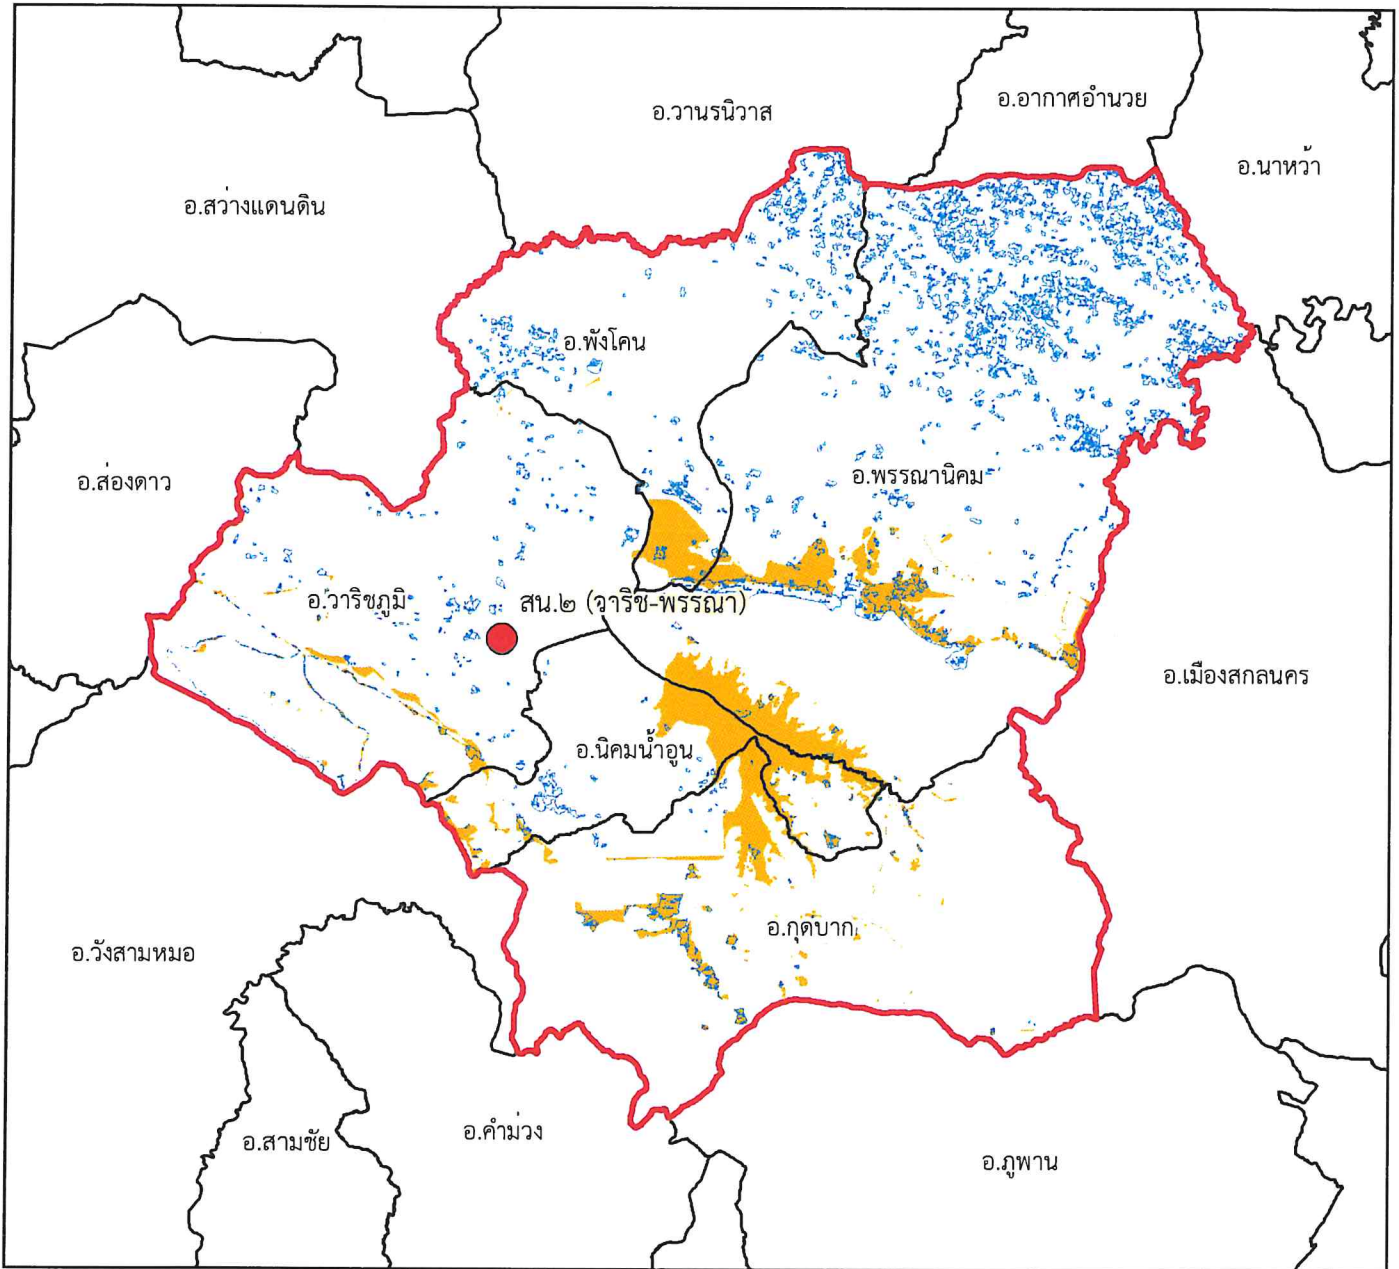 อ.อากาศอำนวย
อ.วานรนิวาส
อ.นาหว้า
อ.สว่างแดนดิน
อ.พังโคน
อ.พรรณานิคม
อ.ส่องดาว
อ.วาริชภูมิ
สน.๒ (วาริช-พรรณา)
อ.เมืองสกลนคร
อ.นิคมน้ำอูน
อ.กุดบาก
อ.วังสามหมอ
อ.คำม่วง
อ.สามชัย
อ.ภูพาน